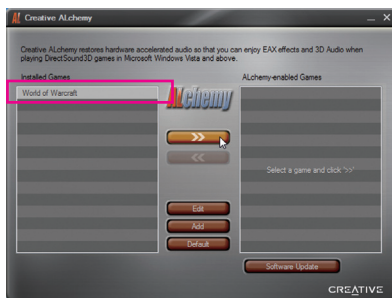 Creative ALchemy
Creative ALchemy restores hardware accelerated audio so that you can enjoy EAX effects and 3D Audio when
playing DirectSound3D games in Microsoft Windows Vista and above.
Installed Games
ALchemy-enabled Games
World of Warcraft
ALchemy
>>
<<
Select a game and click '>>'
Edit
Add
Default
Software Update
CREATIVE